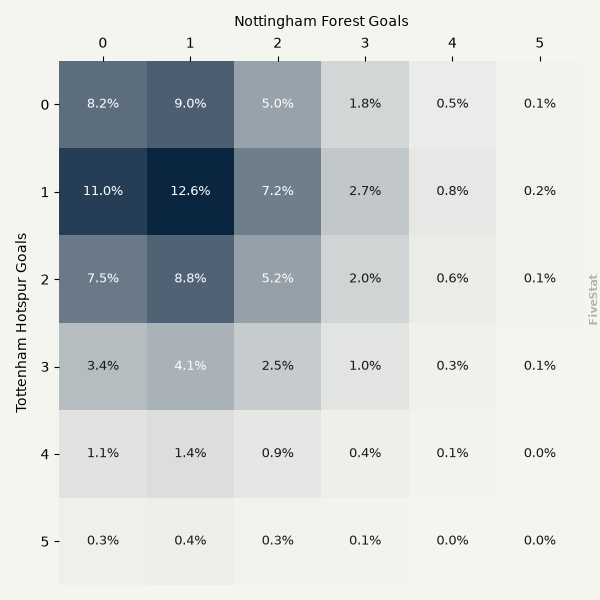 Nottingham Forest Goals
0 1 2 3 4 5
0 8.2% 9.0% 5.0% 1.8% 0.5% 0.1%
1 11.0% 12.6% 7.2% 2.7% 0.8% 0.2%
2 7.5% 8.8% 5.2% 2.0% 0.6% 0.1%
3 3.4% 4.1% 2.5% 1.0% 0.3% 0.1%
4 1.1% 1.4% 0.9% 0.4% 0.1% 0.0%
5 0.3% 0.4% 0.3% 0.1% 0.0% 0.0%
Tottenham Hotspur Goals
FiveStat